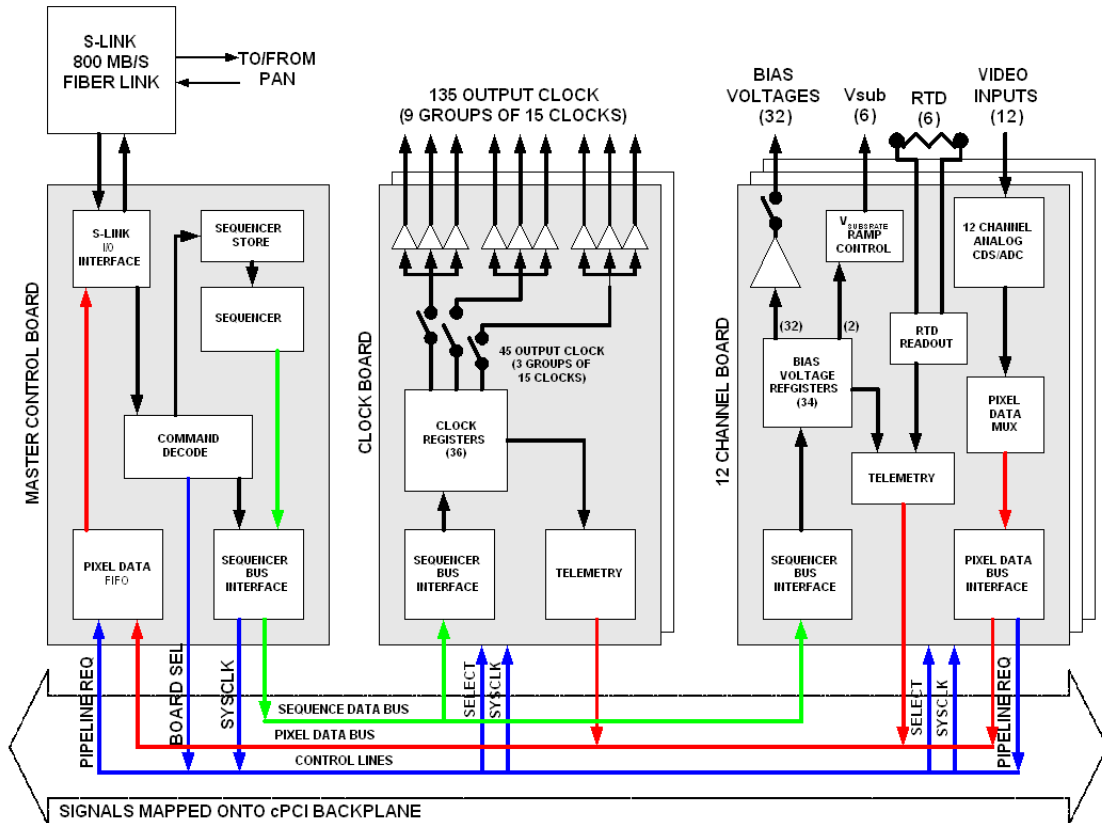 S-LINK
800 MB/S
FIBER LINK
TO/FROM
PAN
135 OUTPUT CLOCK
(9 GROUPS OF 15 CLOCKS)
BIAS
VOLTAGES
(32)
Vsub
(6)
RTD
(6)
VIDEO
INPUTS
(12)
MASTER CONTROL BOARD
S-LINK
I/O
INTERFACE
SEQUENCER
STORE
SEQUENCER
COMMAND
DECODE
PIXEL DATA
FIFO
SEQUENCER
BUS
INTERFACE
CLOCK BOARD
45 OUTPUT CLOCK
(3 GROUPS OF
15 CLOCKS)
CLOCK
REGISTERS
(36)
SEQUENCER
BUS
INTERFACE
TELEMETRY
12 CHANNEL BOARD
VSUBSTRATE
RAMP
CONTROL
12 CHANNEL
ANALOG
CDS/ADC
(32)
(2)
RTD
READOUT
BIAS
VOLTAGE
REFGISTERS
(34)
PIXEL
DATA
MUX
TELEMETRY
SEQUENCER
BUS
INTERFACE
PIXEL DATA
BUS
INTERFACE
PIPELINE REQ
BOARD SEL
SYSCLK
SELECT
SYSCLK
SELECT
SYSCLK
PIPELINE REQ
SEQUENCE DATA BUS
PIXEL DATA BUS
CONTROL LINES
SIGNALS MAPPED ONTO cPCI BACKPLANE